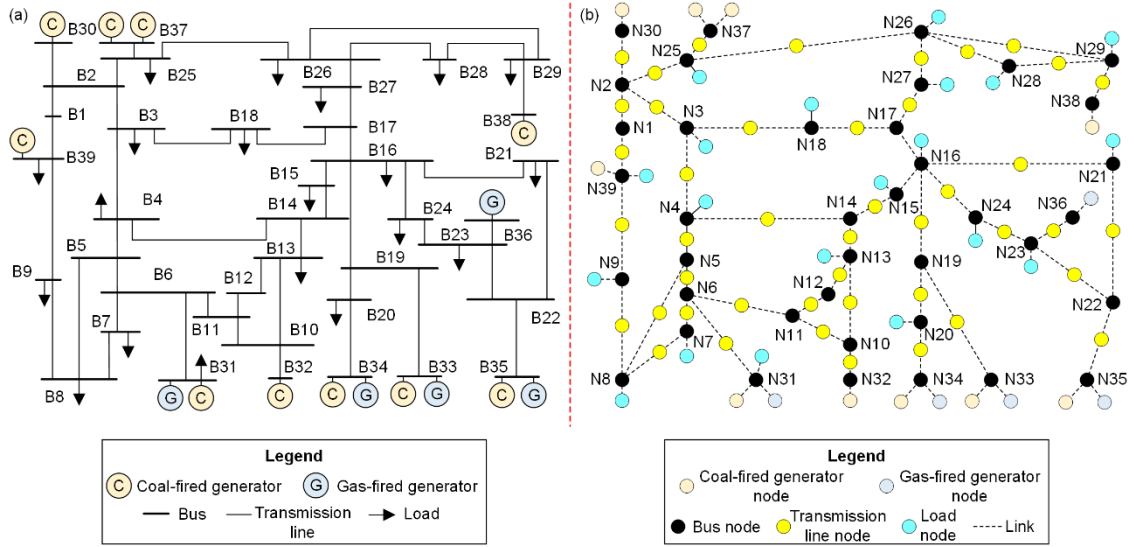 (a)
C C C
B30 B37
B2 B25 B26 B28 B29
B27
B1
B3 B18 B17 B38
C C
B39 B16 B21
B15
B4 B14 B24 G
B5 B13 B23 B36
B9 B6 B12 B19
B7 B11 B10 B20 B22
B31 B32 B34 B33 B35
B8
G C C C G C G C G
Legend
C Coal-fired generator G Gas-fired generator
Bus Transmission line Load
(b)
N30 N37 N26
N25 N29
N2 N27 N28
N3 N17 N38
N1 N18
N16
N39 N21
N15
N4 N14 N24 N36
N23
N5 N13 N19
N9 N6 N12
N22
N11 N20
N7 N10
N8 N31 N32 N34 N33 N35
Legend
Coal-fired generator node Gas-fired generator node
Bus node Transmission line node Load node Link